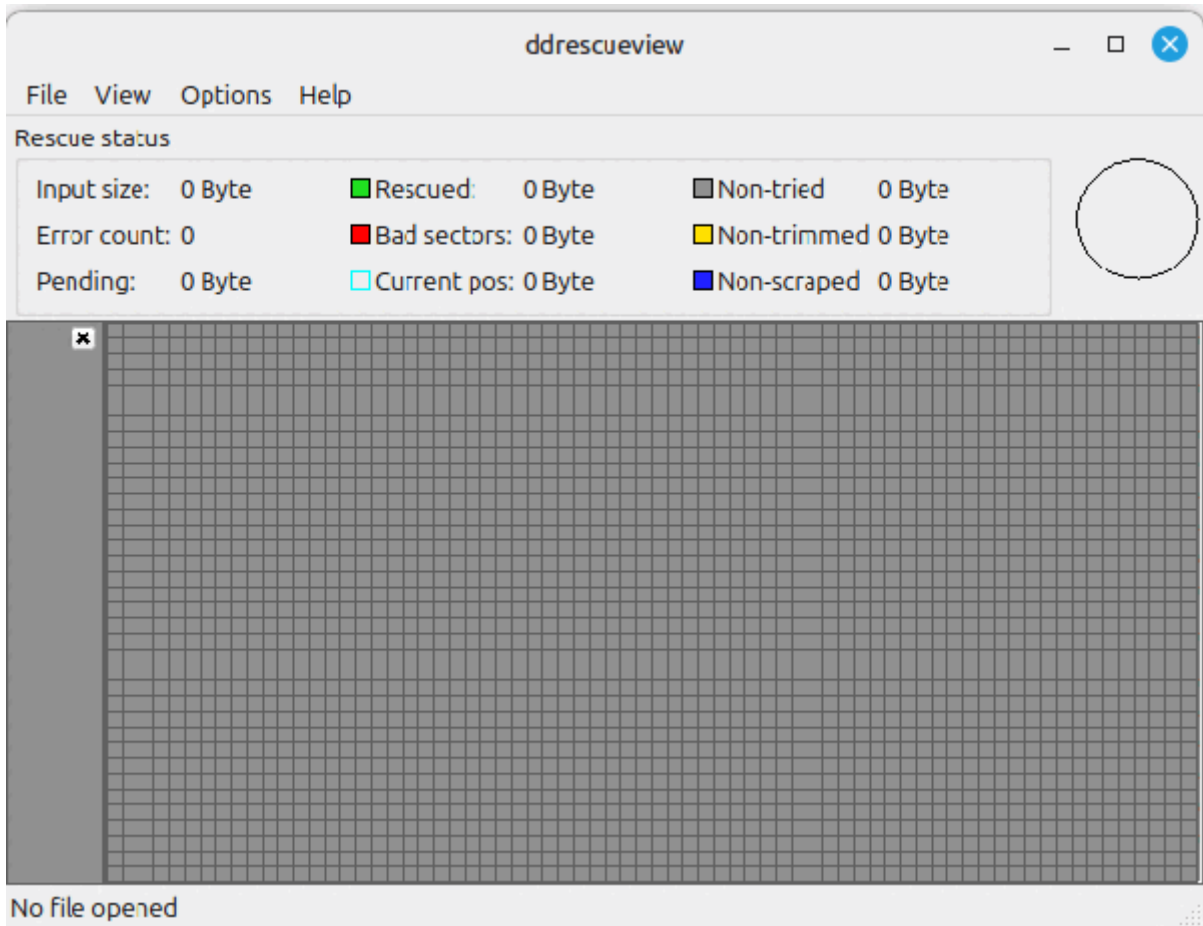 ddrescueview
File View Options Help
Rescue status
Input size: 0 Byte Rescued: 0 Byte Non-tried 0 Byte
Error count: 0 Bad sectors: 0 Byte Non-trimmed 0 Byte
Pending: 0 Byte Current pos: 0 Byte Non-scraped 0 Byte
No file opened